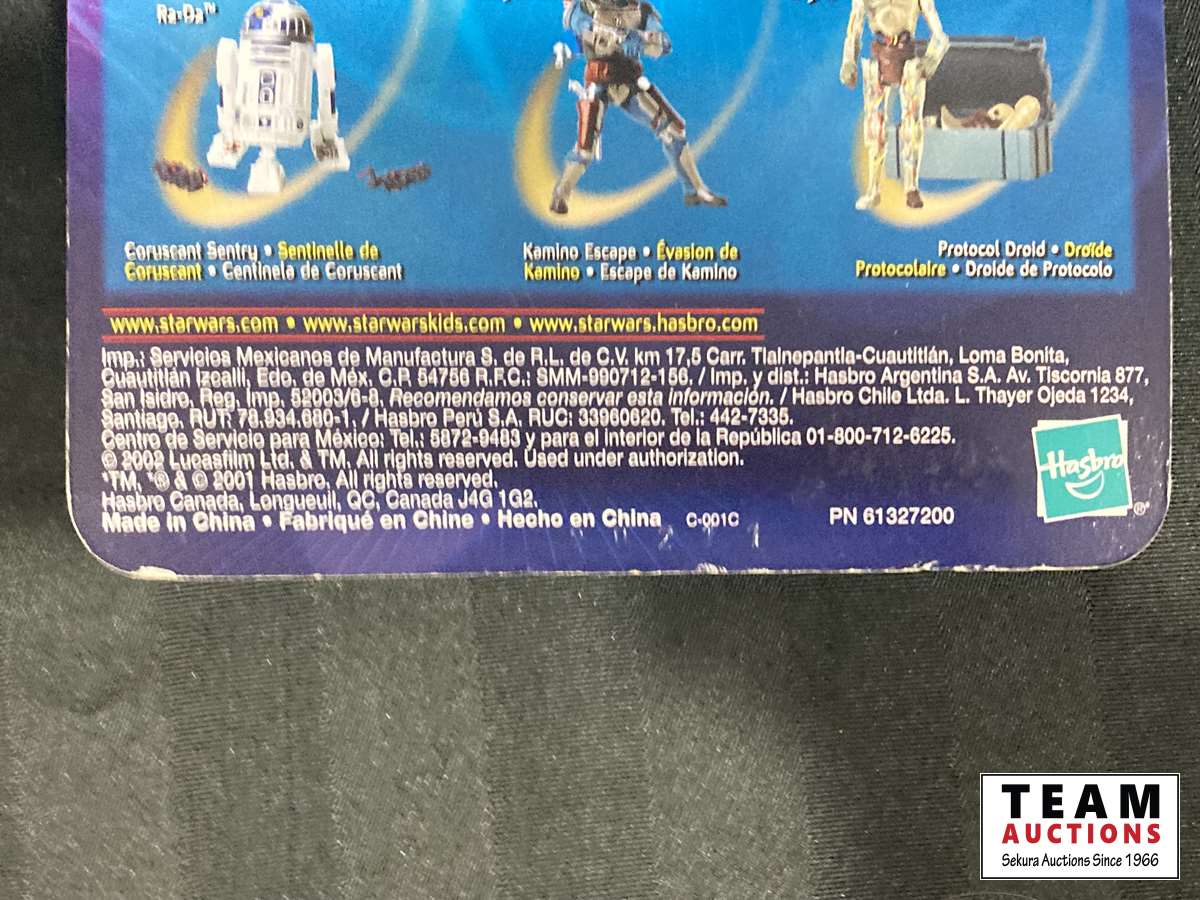 Ra-Da™
Coruscant Sentry • Sentinelle de
Coruscant • Centinela de Coruscant
Kamino Escape • Évasion de
Kamino • Escape de Kamino
Protocol Droid • Droïde
Protocolaire • Droide de Protocolo
www.starwars.com • www.starwarskids.com • www.starwars.hasbro.com
Imp.: Servicios Mexicanos de Manufactura S. de R.L. de C.V. km 17,5 Carr. Tlalnepantla-Cuautitlán, Loma Bonita,
Cuautitlán Izcalli, Edo. de Méx. C.P. 54756 R.F.C.: SMM-990712-156. / Imp. y dist.: Hasbro Argentina S.A. Av. Tiscornia 877,
San Isidro. Reg. Imp. 52003/6-8. Recomendamos conservar esta información. / Hasbro Chile Ltda. L. Thayer Ojeda 1234,
Santiago. RUT: 78.934.680-1. / Hasbro Perú S.A. RUC: 33960620. Tel.: 442-7335.
Centro de Servicio para México: Tel.: 5872-9483 y para el interior de la República 01-800-712-6225.
© 2002 Lucasfilm Ltd. & TM. All rights reserved. Used under authorization.
*TM, *® & © 2001 Hasbro. All rights reserved.
Hasbro Canada, Longueuil, QC, Canada J4G 1G2.
Made in China • Fabriqué en Chine • Hecho en China C-001C PN 61327200
Hasbro
®*
TEAM
AUCTIONS
Sekura Auctions Since 1966